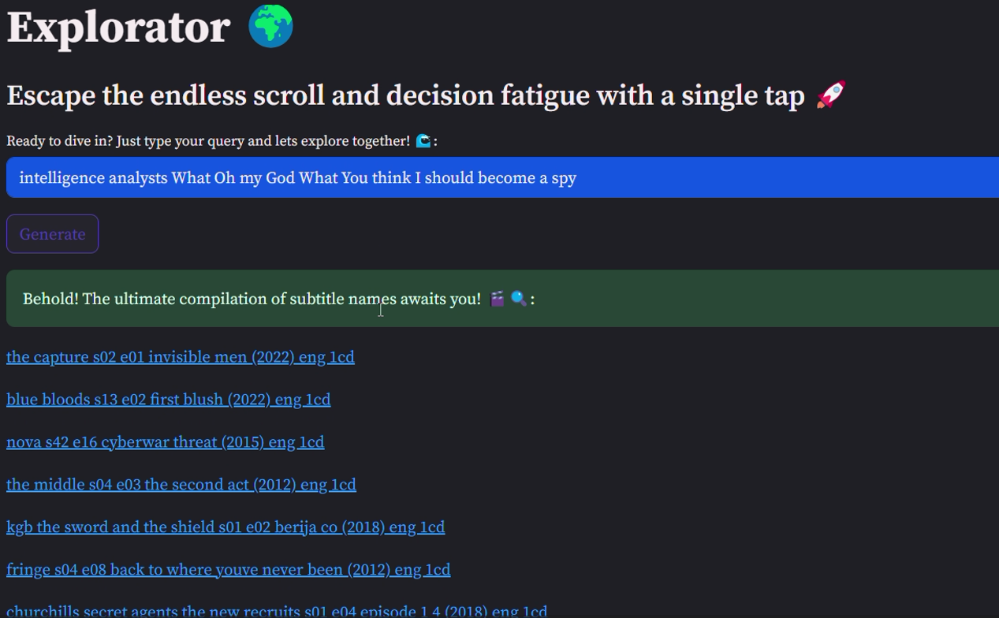 Explorator 🌍
Escape the endless scroll and decision fatigue with a single tap 🚀
Ready to dive in? Just type your query and lets explore together! 🌊:
intelligence analysts What Oh my God What You think I should become a spy
Generate
Behold! The ultimate compilation of subtitle names awaits you! 🎬🔍:
the capture s02 e01 invisible men (2022) eng 1cd
blue bloods s13 e02 first blush (2022) eng 1cd
nova s42 e16 cyberwar threat (2015) eng 1cd
the middle s04 e03 the second act (2012) eng 1cd
kgb the sword and the shield s01 e02 berija co (2018) eng 1cd
fringe s04 e08 back to where youve never been (2012) eng 1cd
churchills secret agents the new recruits s01 e04 episode 1 4 (2018) eng 1cd